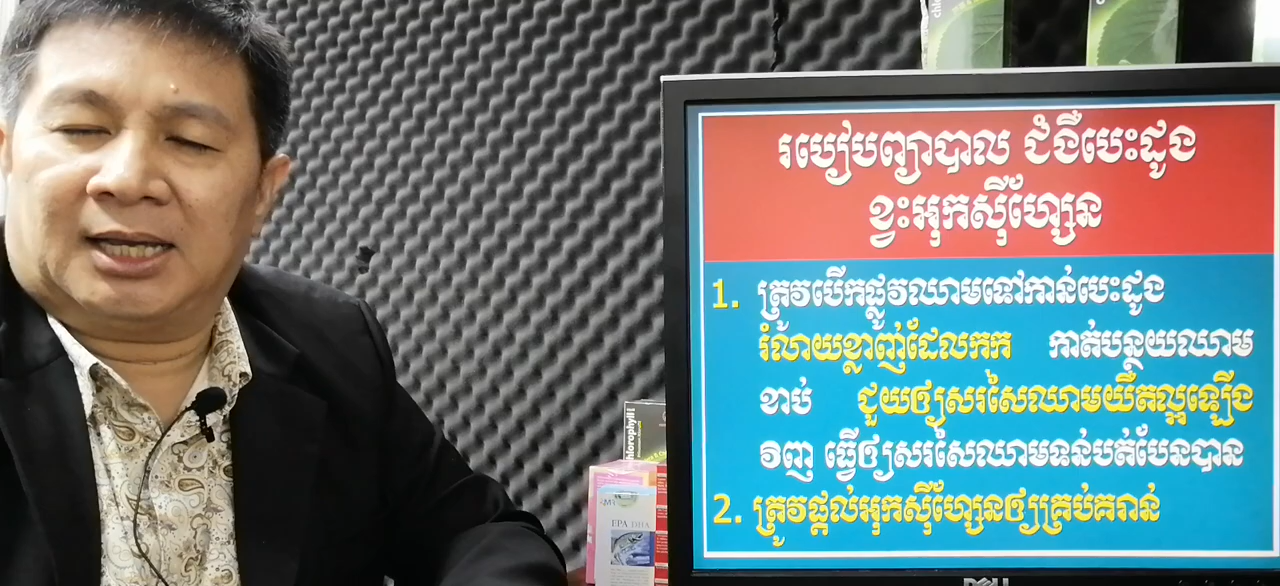 របៀបព្យាបាល ជំងឺបេះដូង
ខ្វះអុកស៊ីហ្សែន
1. ត្រូវបើកផ្លូវឈាមទៅកាន់បេះដូង
រំលាយខ្លាញ់ដែលកក កាត់បន្ថយឈាម
ខាប់ ជួយឲ្យសរសៃឈាមយឺតល្អឡើង
វិញ ធ្វើឲ្យសរសៃឈាមទន់បត់បែនបាន
2. ត្រូវផ្តល់អុកស៊ីហ្សែនឲ្យគ្រប់គ្រាន់
chlorophyll
EPA DHA
DELL